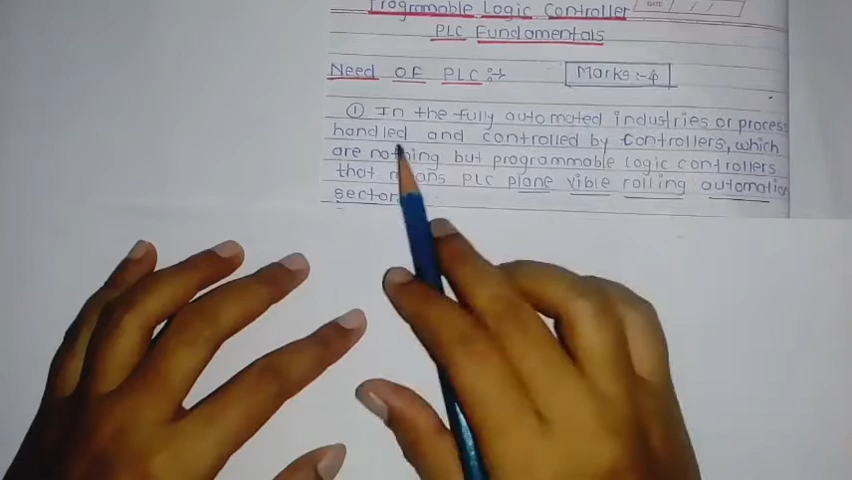 Programable Logic Controller
DATE / /
PLC Fundamentals
Need OF PLC :→ Marks :- 4
① In the fully automated industries or process
handled and controlled by controllers, which
are nothing but programmable logic controllers
that means PLC plane vible rolling automation
sector.